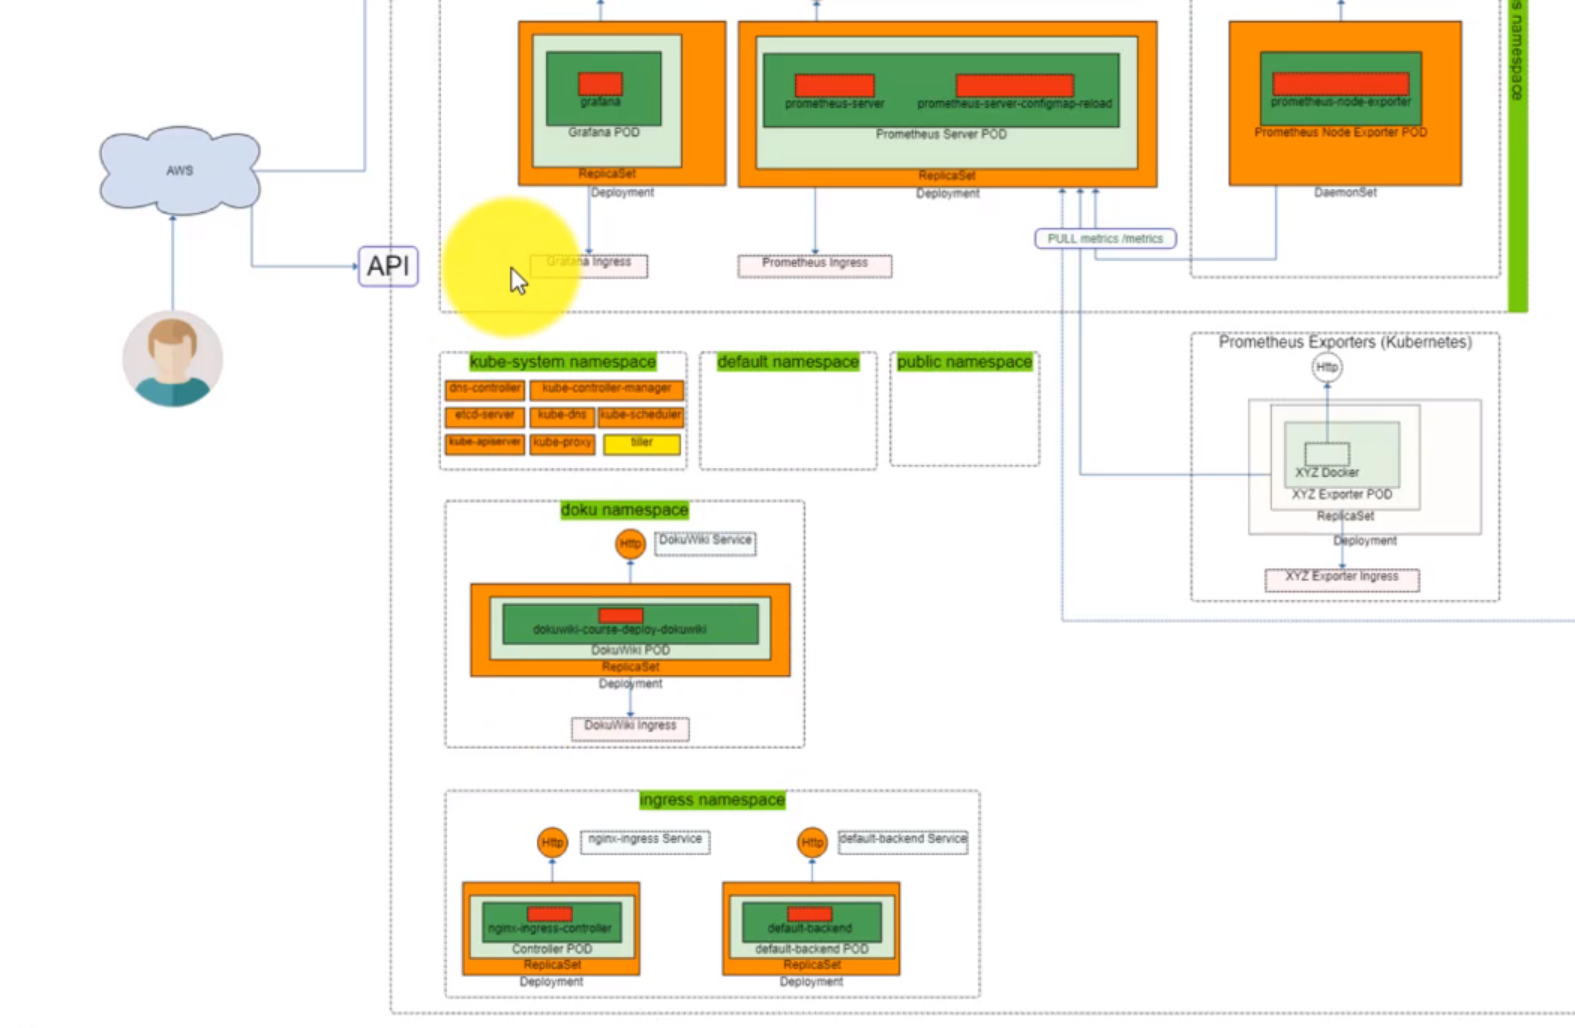 s namespace
grafana
Grafana POD
ReplicaSet
Deployment
Grafana Ingress
prometheus-server
prometheus-server-configmap-reload
Prometheus Server POD
ReplicaSet
Deployment
Prometheus Ingress
prometheus-node-exporter
Prometheus Node Exporter POD
DaemonSet
PULL metrics /metrics
AWS
API
kube-system namespace
dns-controller
kube-controller-manager
etcd-server
kube-dns
kube-scheduler
kube-apiserver
kube-proxy
tiller
default namespace
public namespace
Prometheus Exporters (Kubernetes)
Http
XYZ Docker
XYZ Exporter POD
ReplicaSet
Deployment
XYZ Exporter Ingress
doku namespace
Http
DokuWiki Service
dokuwiki-course-deploy-dokuwiki
DokuWiki POD
ReplicaSet
Deployment
DokuWiki Ingress
ingress namespace
Http
nginx-ingress Service
nginx-ingress-controller
Controller POD
ReplicaSet
Deployment
Http
default-backend Service
default-backend
default-backend POD
ReplicaSet
Deployment